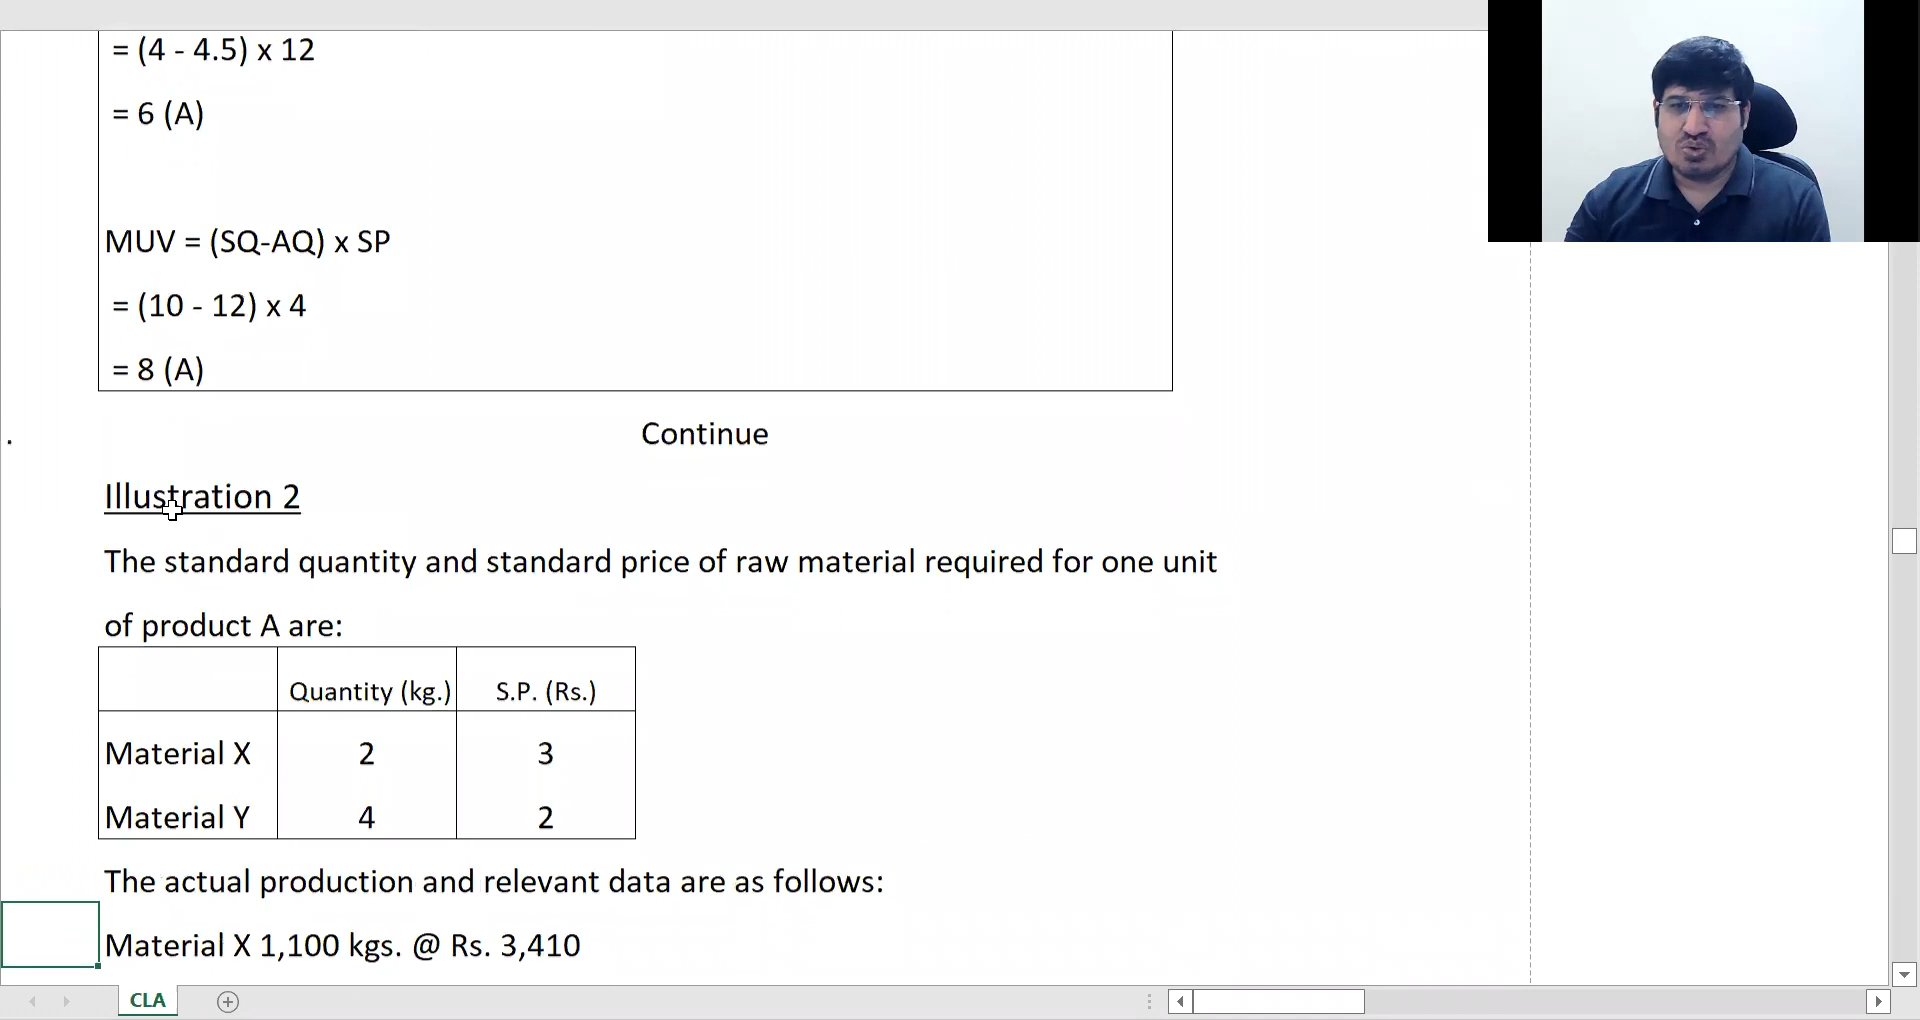 = (4 - 4.5) x 12
= 6 (A)
MUV = (SQ-AQ) x SP
= (10 - 12) x 4
= 8 (A)
Continue
.
Illustration 2
The standard quantity and standard price of raw material required for one unit
of product A are:
Quantity (kg.) S.P. (Rs.)
Material X 2 3
Material Y 4 2
The actual production and relevant data are as follows:
Material X 1,100 kgs. @ Rs. 3,410
CLA